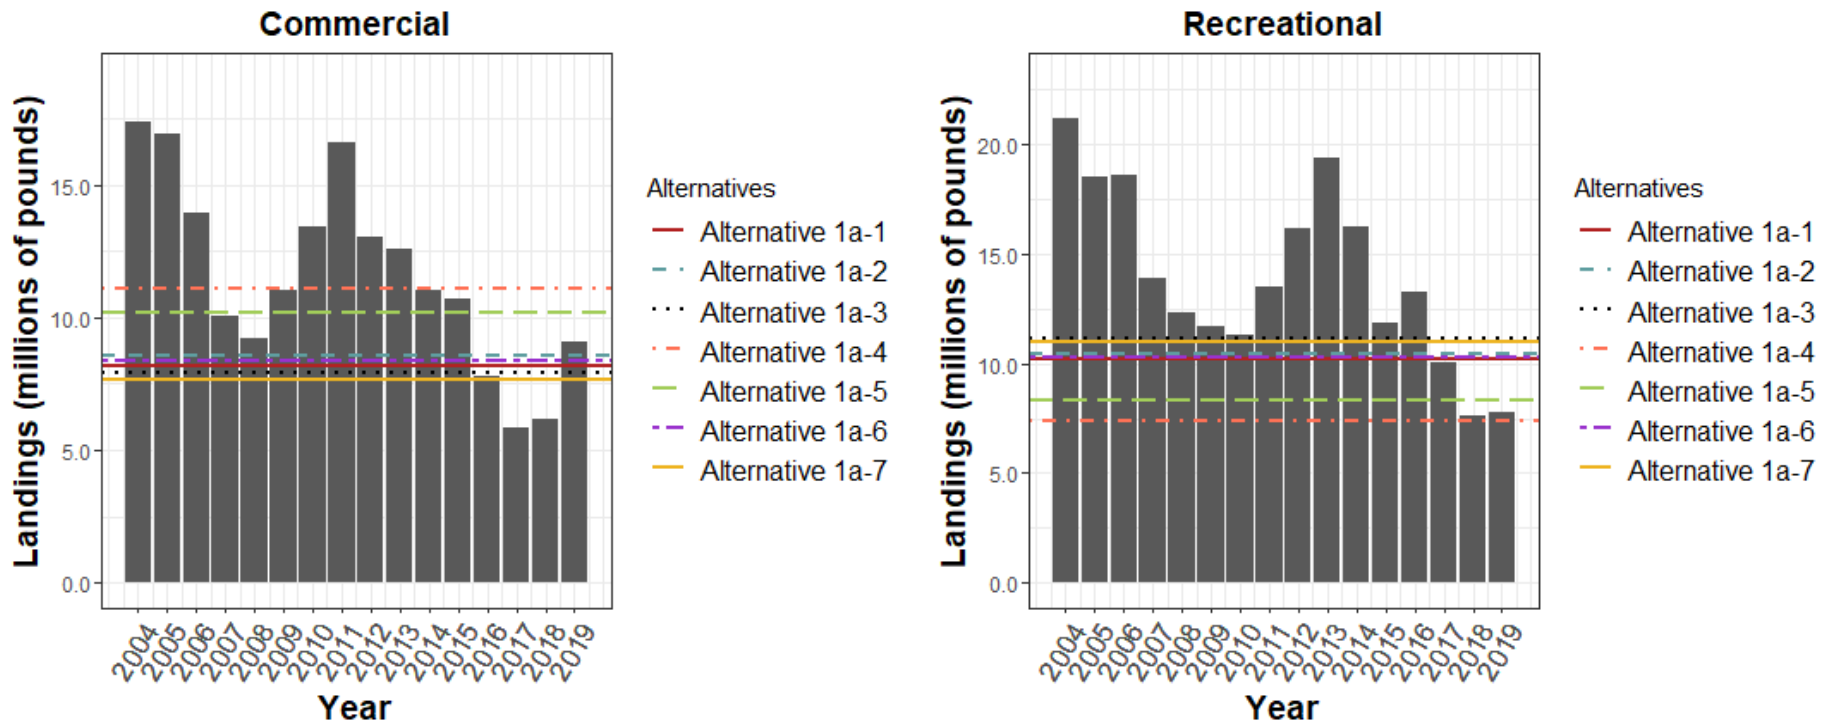 Commercial
Landings (millions of pounds)
15.0
10.0
5.0
0.0
2004
2005
2006
2007
2008
2009
2010
2011
2012
2013
2014
2015
2016
2017
2018
2019
Year
Alternatives
Alternative 1a-1
Alternative 1a-2
Alternative 1a-3
Alternative 1a-4
Alternative 1a-5
Alternative 1a-6
Alternative 1a-7
Recreational
Landings (millions of pounds)
20.0
15.0
10.0
5.0
0.0
2004
2005
2006
2007
2008
2009
2010
2011
2012
2013
2014
2015
2016
2017
2018
2019
Year
Alternatives
Alternative 1a-1
Alternative 1a-2
Alternative 1a-3
Alternative 1a-4
Alternative 1a-5
Alternative 1a-6
Alternative 1a-7